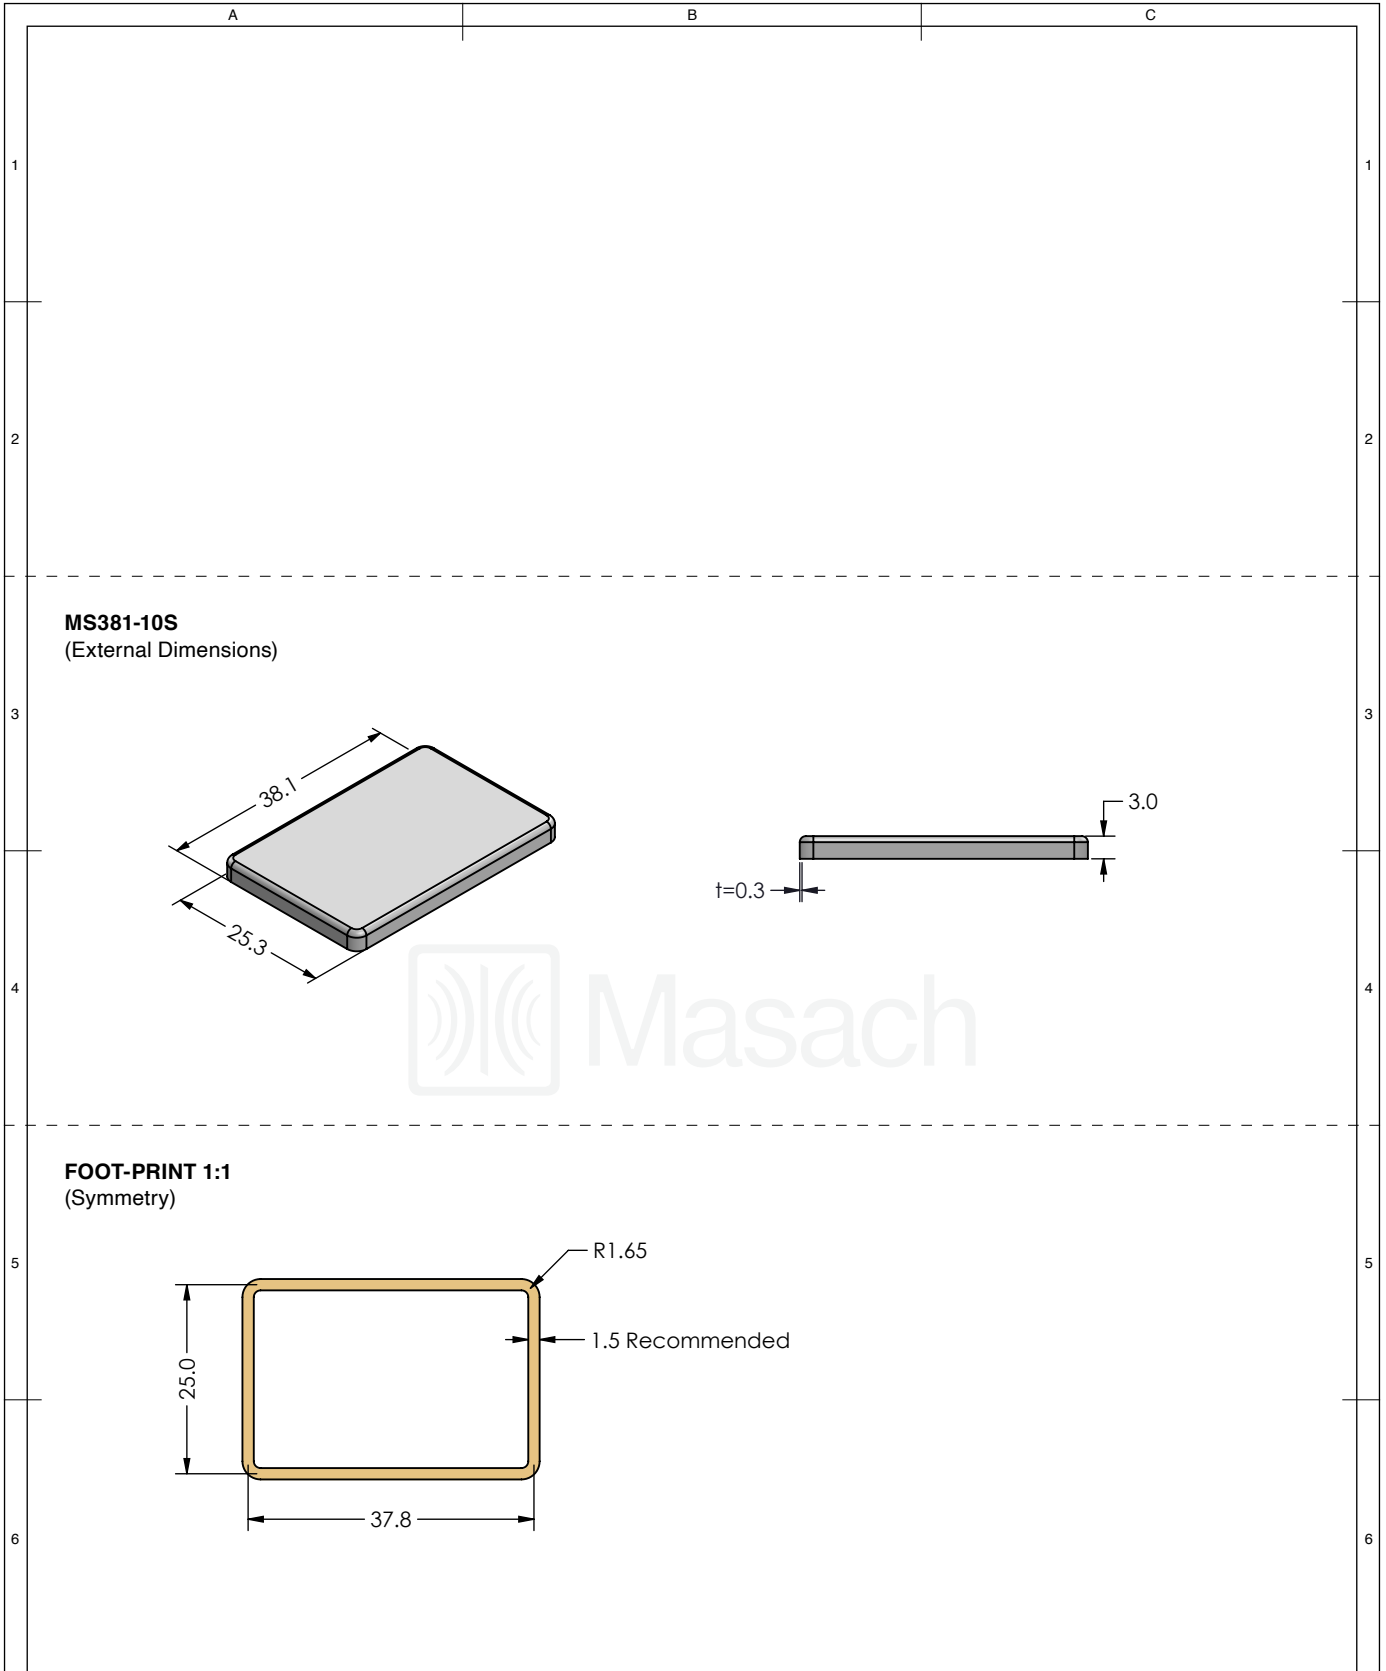 A B C
1 1
2 2
MS381-10S
(External Dimensions)
3 3
38.1
3.0
t=0.3
25.3
4 4
Masach
FOOT-PRINT 1:1
(Symmetry)
R1.65
5 5
1.5 Recommended
25.0
37.8
6 6